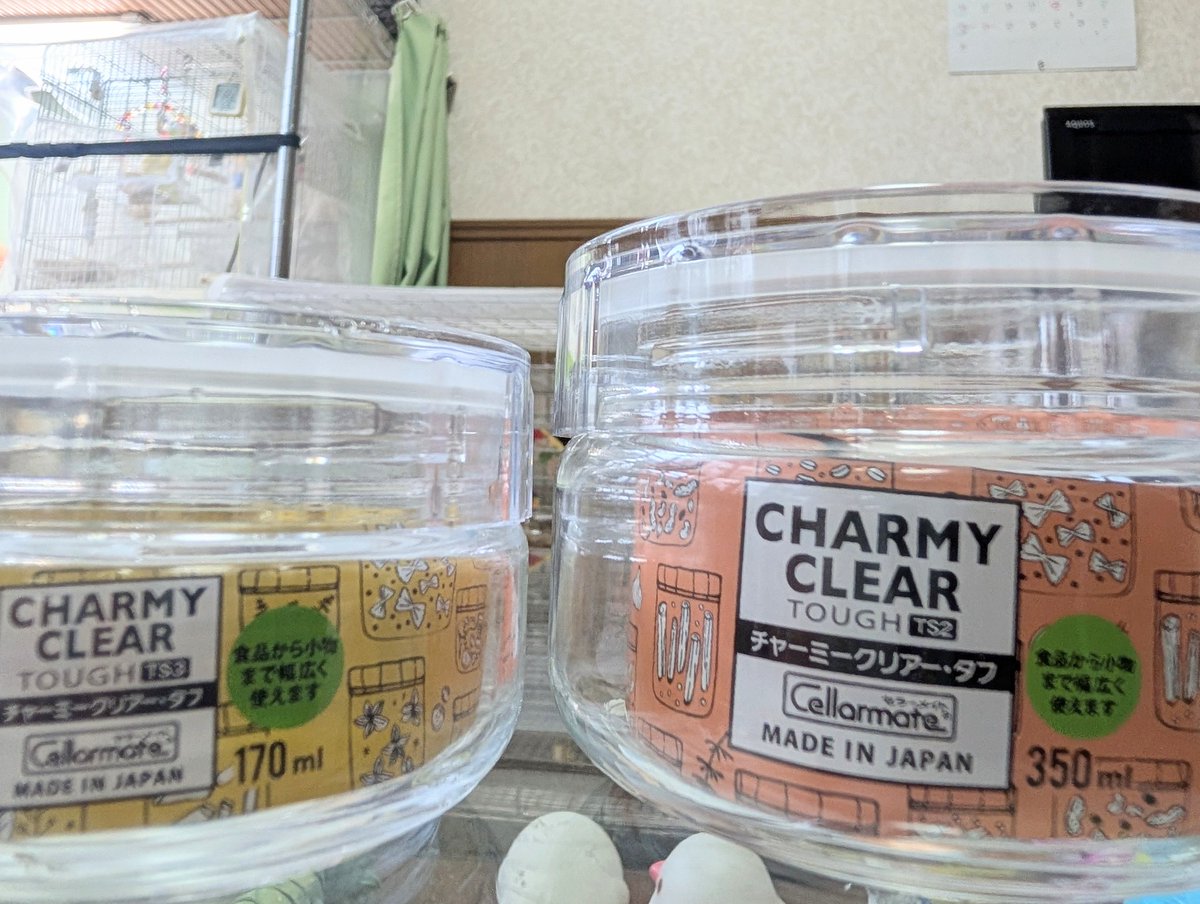 AQUOS
CHARMY
CLEAR
TOUGH TS3
チャーミークリアー・タフ
Cellarmate
MADE IN JAPAN
食品から小物
まで幅広く
使えます
170ml
CHARMY
CLEAR
TOUGH TS2
チャーミークリアー・タフ
Cellarmate
MADE IN JAPAN
食品から小物
まで幅広く
使えます
350ml